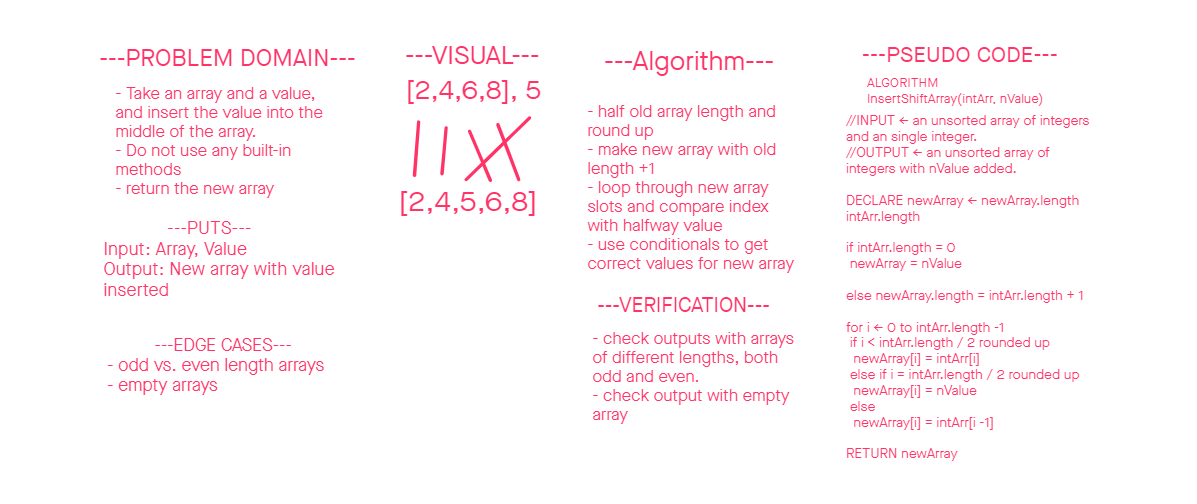 ---PROBLEM DOMAIN---
- Take an array and a value,
and insert the value into the
middle of the array.
- Do not use any built-in
methods
- return the new array
---PUTS---
Input: Array, Value
Output: New array with value
inserted
---EDGE CASES---
- odd vs. even length arrays
- empty arrays
---VISUAL---
[2,4,6,8], 5
[2,4,5,6,8]
---Algorithm---
- half old array length and
round up
- make new array with old
length +1
- loop through new array
slots and compare index
with halfway value
- use conditionals to get
correct values for new array
---VERIFICATION---
- check outputs with arrays
of different lengths, both
odd and even.
- check output with empty
array
---PSEUDO CODE---
ALGORITHM
InsertShiftArray(intArr, nValue)
//INPUT ← an unsorted array of integers
and an single integer.
//OUTPUT ← an unsorted array of
integers with nValue added.
DECLARE newArray ← newArray.length
intArr.length
if intArr.length = 0
newArray = nValue
else newArray.length = intArr.length + 1
for i ← 0 to intArr.length -1
if i < intArr.length / 2 rounded up
newArray[i] = intArr[i]
else if i = intArr.length / 2 rounded up
newArray[i] = nValue
else
newArray[i] = intArr[i -1]
RETURN newArray